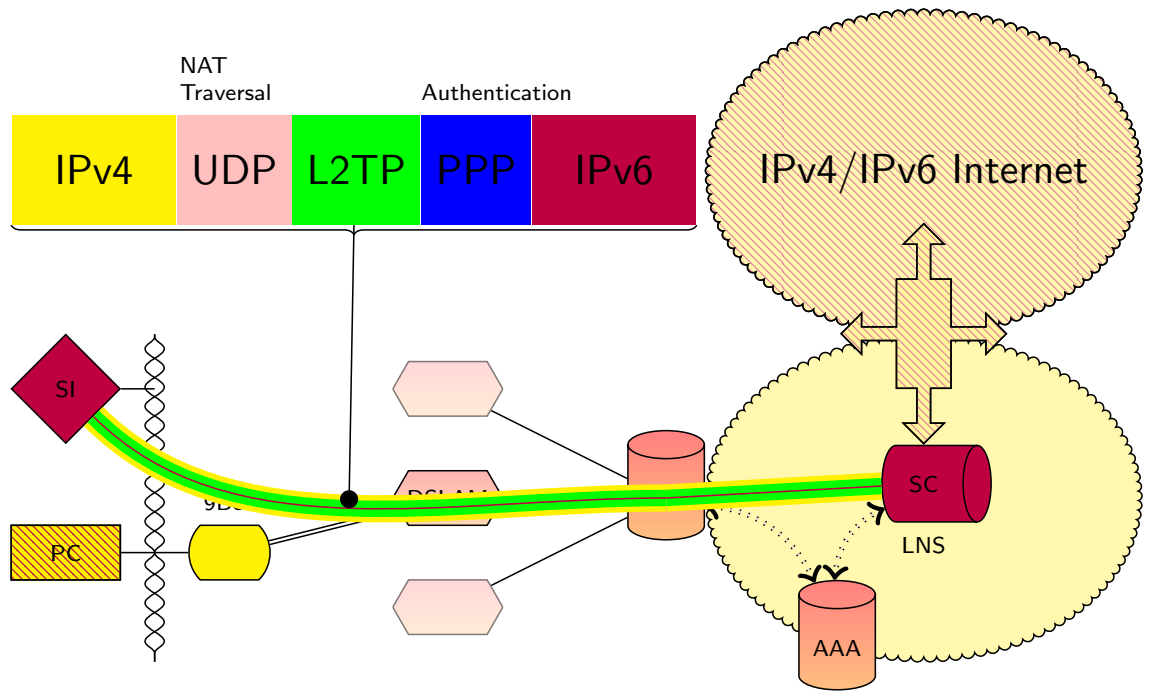 NAT
Traversal
Authentication
IPv4
UDP
L2TP
PPP
IPv6
IPv4/IPv6 Internet
SI
SC
PC
LNS
AAA